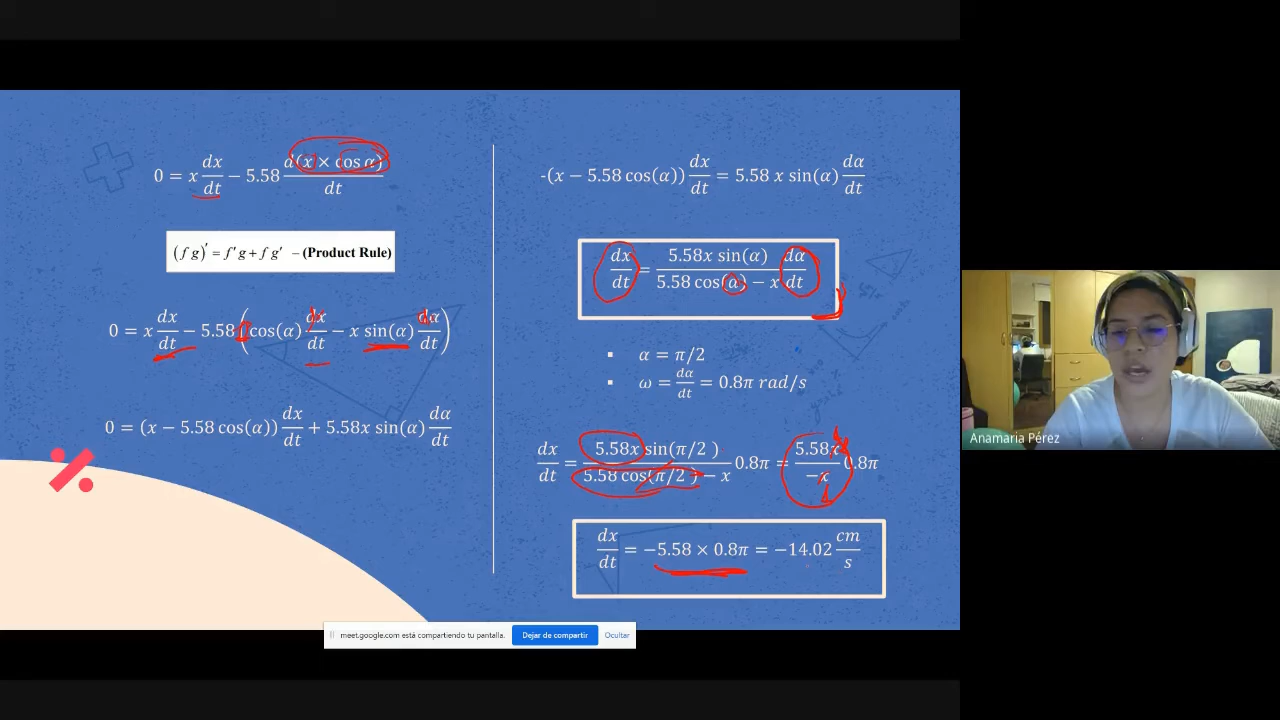 0 = x dx/dt − 5.58 d(x × cos α)/dt
(f g)′ = f′ g + f g′ – (Product Rule)
0 = x dx/dt − 5.58 (cos(α) dx/dt − x sin(α) dα/dt)
0 = (x − 5.58 cos(α)) dx/dt + 5.58x sin(α) dα/dt
-(x − 5.58 cos(α)) dx/dt = 5.58 x sin(α) dα/dt
dx/dt = 5.58x sin(α)/5.58 cos(α) − x dα/dt
▪ α = π/2
▪ ω = dα/dt = 0.8π rad/s
dx/dt = 5.58x sin(π/2 )/5.58 cos(π/2 ) − x 0.8π = 5.58x/−x 0.8π
dx/dt = −5.58 × 0.8π = −14.02 cm/s
meet.google.com está compartiendo tu pantalla.
Dejar de compartir
Ocultar
Anamaria Pérez